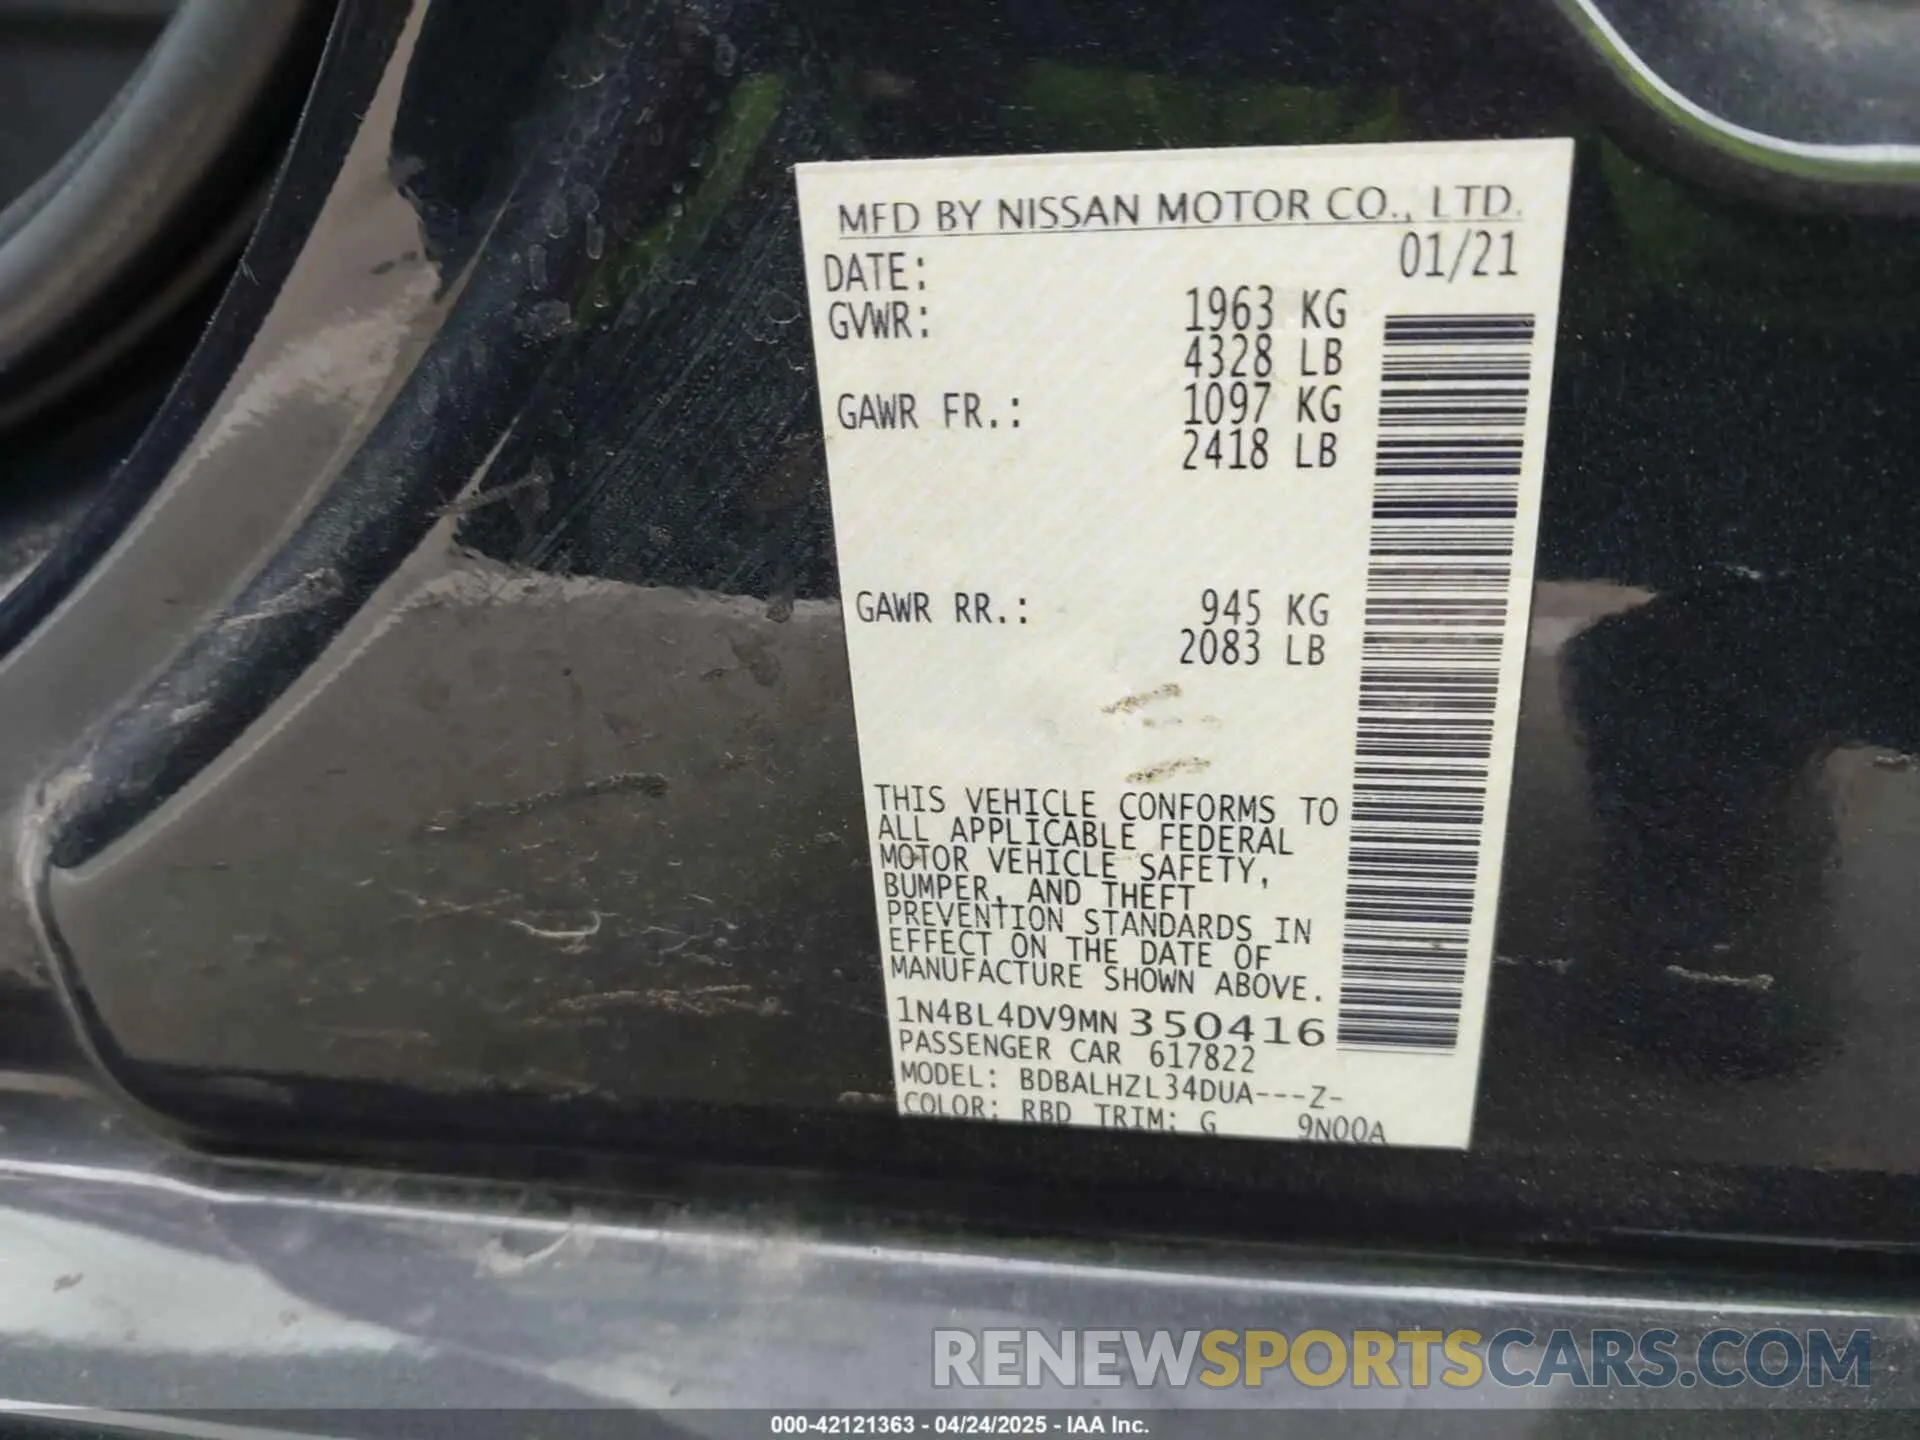 MFD BY NISSAN MOTOR CO., LTD.
DATE: 01/21
GVWR: 1963 KG
4328 LB
GAWR FR.: 1097 KG
2418 LB
GAWR RR.: 945 KG
2083 LB
THIS VEHICLE CONFORMS TO
ALL APPLICABLE FEDERAL
MOTOR VEHICLE SAFETY,
BUMPER, AND THEFT
PREVENTION STANDARDS IN
EFFECT ON THE DATE OF
MANUFACTURE SHOWN ABOVE.
1N4BL4DV9MN350416
PASSENGER CAR 617822
MODEL: BDBALHZL34DUA---Z-
COLOR: RBD TRIM: G 9N00A
RENEWSPORTSCARS.COM
000-42121363 - 04/24/2025 - IAA Inc.